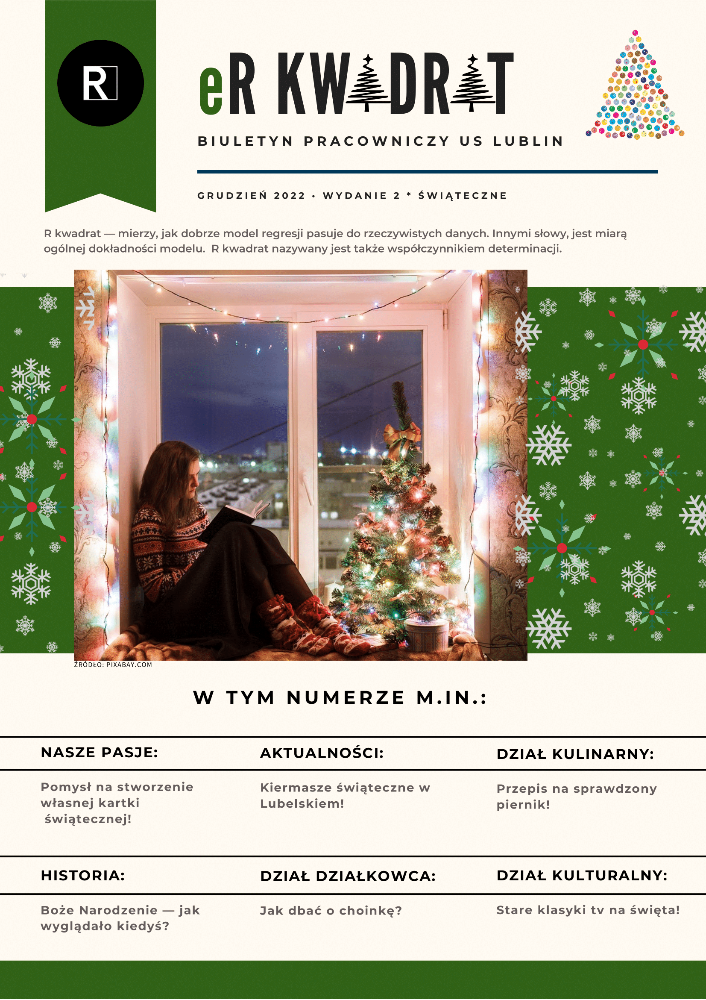 R
eR KWADRAT
BIULETYN PRACOWNICZY US LUBLIN
GRUDZIEŃ 2022 • WYDANIE 2 * ŚWIĄTECZNE
R kwadrat — mierzy, jak dobrze model regresji pasuje do rzeczywistych danych. Innymi słowy, jest miarą
ogólnej dokładności modelu.  R kwadrat nazywany jest także współczynnikiem determinacji.
ŹRÓDŁO: PIXABAY.COM
W TYM NUMERZE M.IN.:
NASZE PASJE:
Pomysł na stworzenie
własnej kartki
świątecznej!
AKTUALNOŚCI:
Kiermasze świąteczne w
Lubelskiem!
DZIAŁ KULINARNY:
Przepis na sprawdzony
piernik!
HISTORIA:
Boże Narodzenie — jak
wyglądało kiedyś?
DZIAŁ DZIAŁKOWCA:
Jak dbać o choinkę?
DZIAŁ KULTURALNY:
Stare klasyki tv na święta!